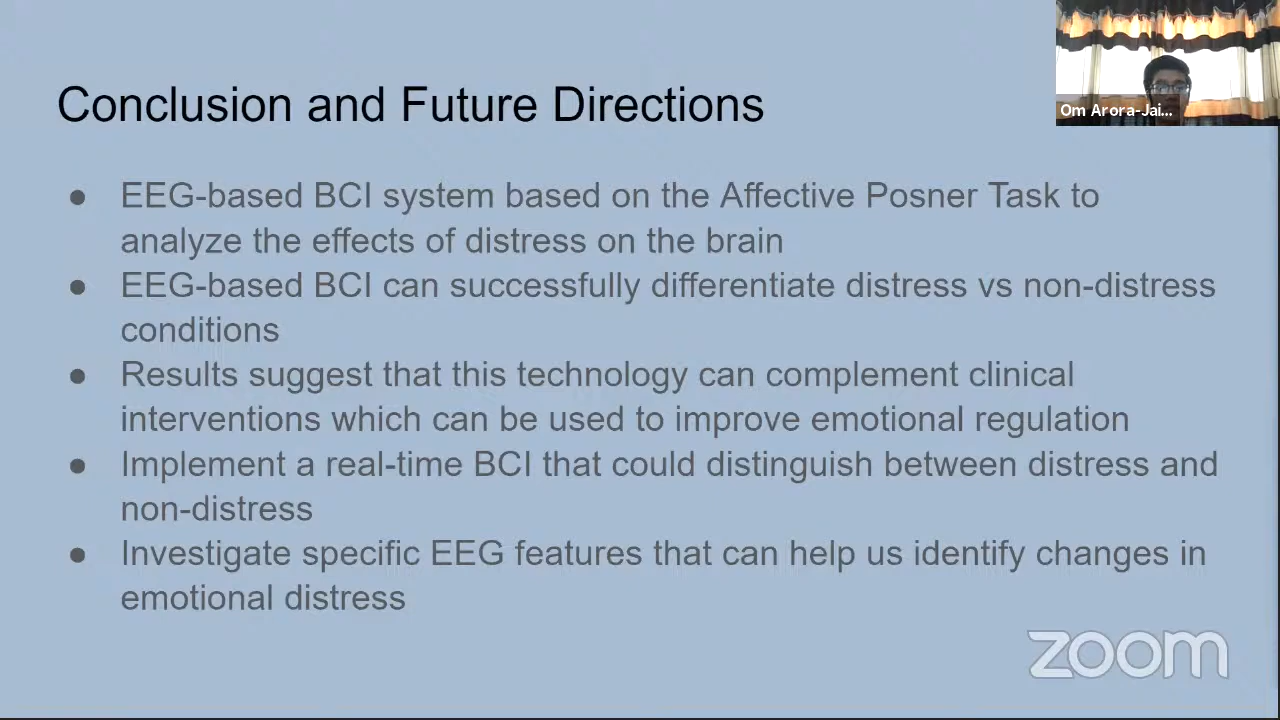 Om Arora-Jai...
Conclusion and Future Directions
● EEG-based BCI system based on the Affective Posner Task to
analyze the effects of distress on the brain
● EEG-based BCI can successfully differentiate distress vs non-distress
conditions
● Results suggest that this technology can complement clinical
interventions which can be used to improve emotional regulation
● Implement a real-time BCI that could distinguish between distress and
non-distress
● Investigate specific EEG features that can help us identify changes in
emotional distress
zoom